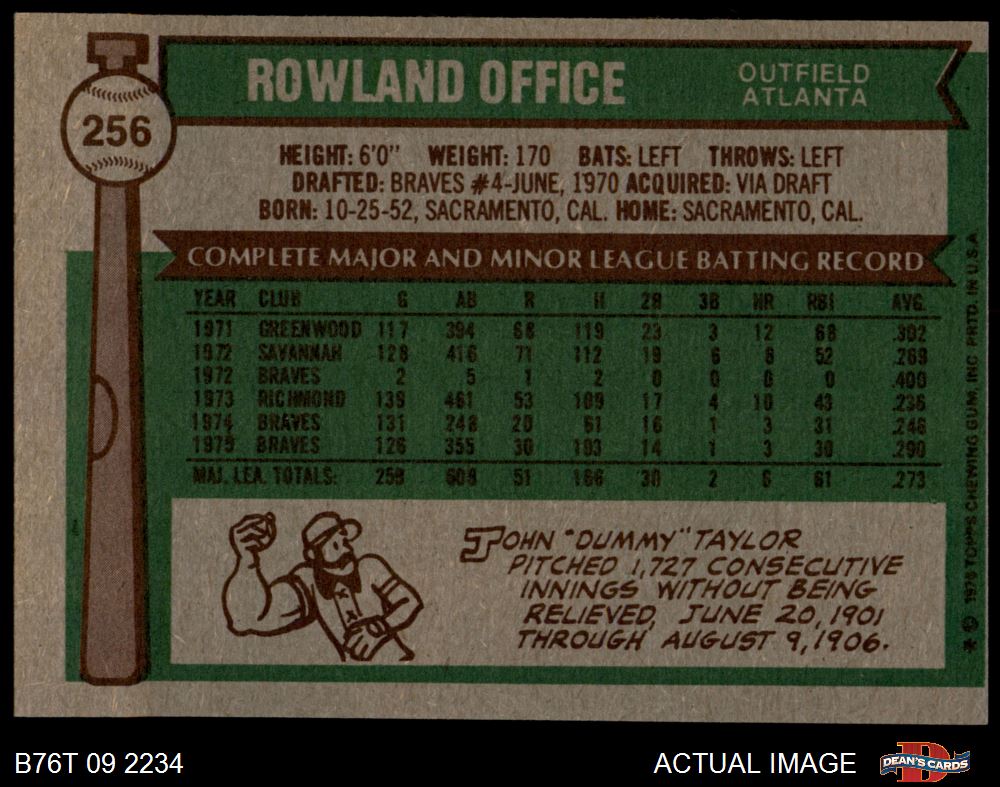 256
ROWLAND OFFICE
OUTFIELD
ATLANTA
HEIGHT: 6'0" WEIGHT: 170 BATS: LEFT THROWS: LEFT
DRAFTED: BRAVES #4-JUNE, 1970 ACQUIRED: VIA DRAFT
BORN: 10-25-52, SACRAMENTO, CAL. HOME: SACRAMENTO, CAL.
COMPLETE MAJOR AND MINOR LEAGUE BATTING RECORD
YEAR CLUB G AB R H 2B 3B HR RBI AVG.
1971 GREENWOOD 117 394 68 119 23 3 12 68 .302
1972 SAVANNAH 128 416 71 112 19 6 8 52 .269
1972 BRAVES 2 5 1 2 0 0 0 0 .400
1973 RICHMOND 139 461 53 109 17 4 10 43 .236
1974 BRAVES 131 248 20 61 16 1 3 31 .246
1975 BRAVES 126 355 30 103 14 1 3 30 .290
MAJ. LEA. TOTALS: 259 608 51 166 30 2 6 61 .273
JOHN "DUMMY" TAYLOR
PITCHED 1,727 CONSECUTIVE
INNINGS WITHOUT BEING
RELIEVED, JUNE 20, 1901
THROUGH AUGUST 9, 1906.
* © 1976 TOPPS CHEWING GUM, INC. PRTD. IN U.S.A.
B76T 09 2234
ACTUAL IMAGE
DEAN'S CARDS